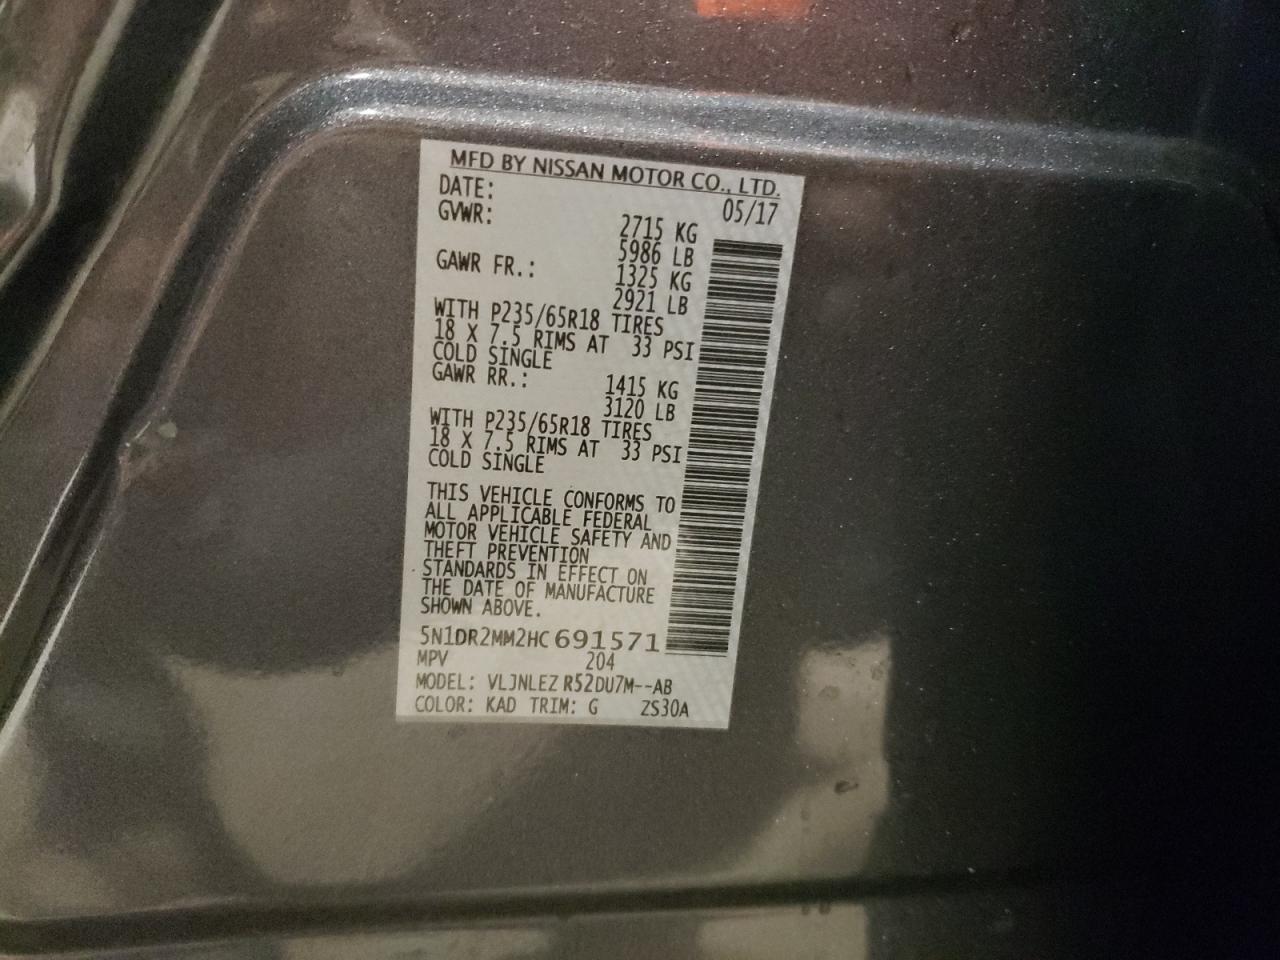 MFD BY NISSAN MOTOR CO., LTD.
DATE: 05/17
GVWR: 2715 KG
5986 LB
GAWR FR.: 1325 KG
2921 LB
WITH P235/65R18 TIRES
18 X 7.5 RIMS AT 33 PSI
COLD SINGLE
GAWR RR.: 1415 KG
3120 LB
WITH P235/65R18 TIRES
18 X 7.5 RIMS AT 33 PSI
COLD SINGLE
THIS VEHICLE CONFORMS TO
ALL APPLICABLE FEDERAL
MOTOR VEHICLE SAFETY AND
THEFT PREVENTION
STANDARDS IN EFFECT ON
THE DATE OF MANUFACTURE
SHOWN ABOVE.
5N1DR2MM2HC691571
MPV 204
MODEL: VLJNLEZ R52DU7M--AB
COLOR: KAD TRIM: G ZS30A